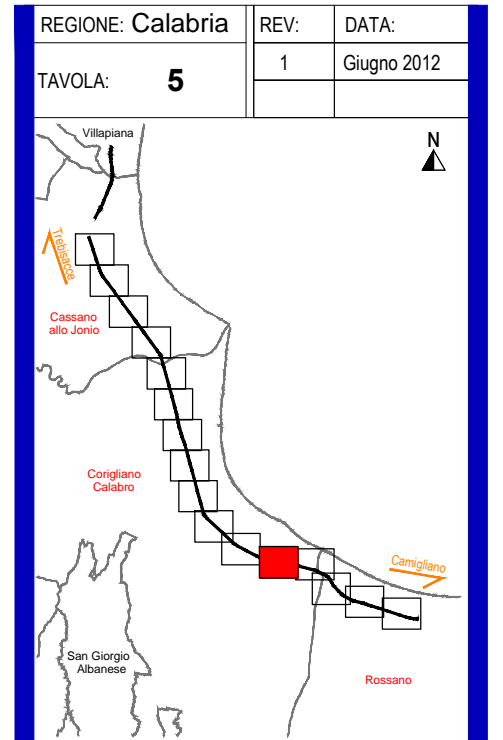 REGIONE: Calabria
REV:
DATA:
TAVOLA: 5
1
Giugno 2012
Villapiana
N
Trebisacce
Cassano
allo Jonio
Corigliano
Calabro
Camigliano
San Giorgio
Albanese
Rossano